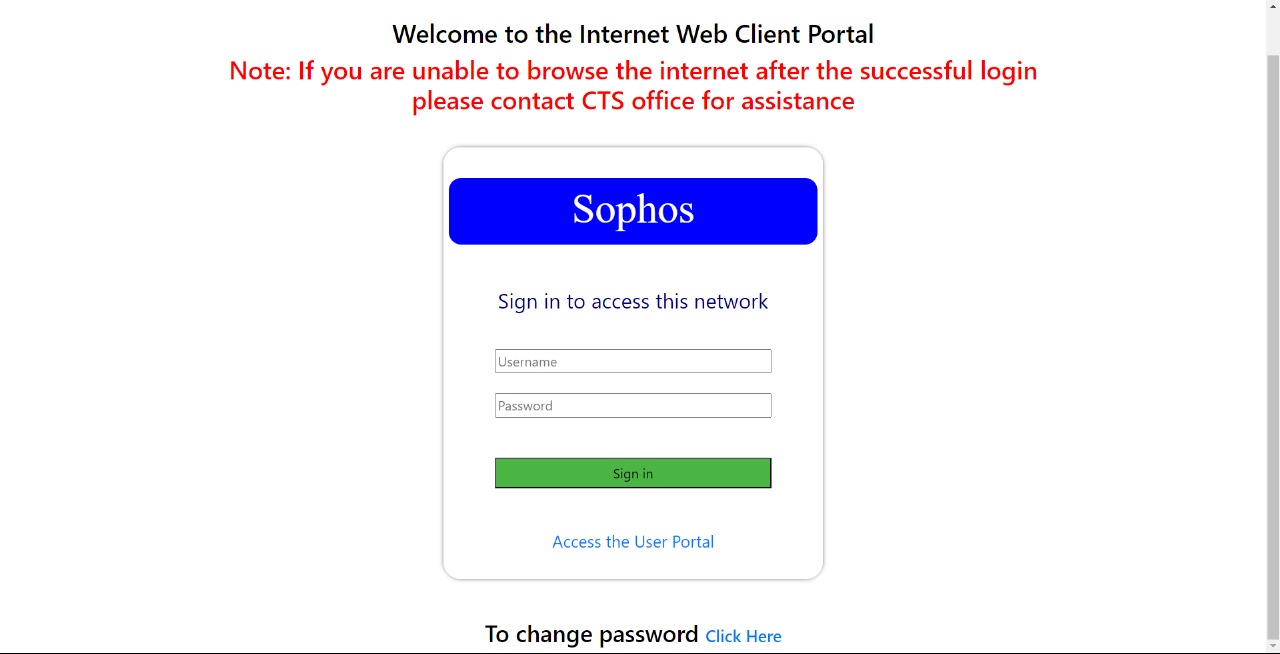 Welcome to the Internet Web Client Portal
Note: If you are unable to browse the internet after the successful login
please contact CTS office for assistance
Sophos
Sign in to access this network
Username
Password
Sign in
Access the User Portal
To change password Click Here